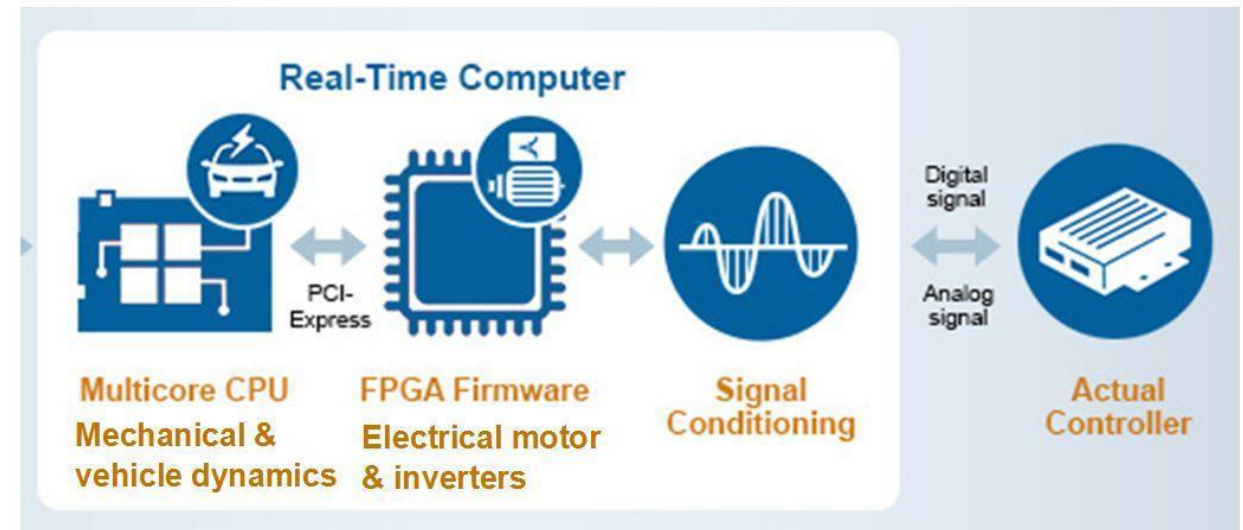 Real-Time Computer
PCI-
Express
Digital
signal
Analog
signal
Multicore CPU
Mechanical &
vehicle dynamics
FPGA Firmware
Electrical motor
& inverters
Signal
Conditioning
Actual
Controller